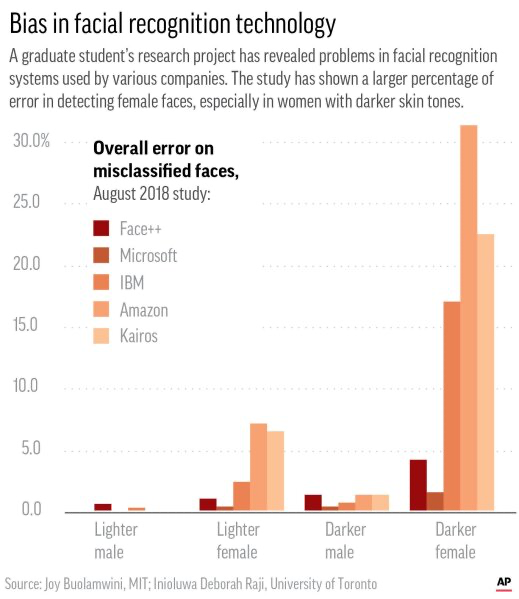 Bias in facial recognition technology
A graduate student's research project has revealed problems in facial recognition
systems used by various companies. The study has shown a larger percentage of
error in detecting female faces, especially in women with darker skin tones.
30.0%
Overall error on
misclassified faces,
August 2018 study:
25.0
Face++
Microsoft
20.0
IBM
Amazon
15.0
Kairos
10.0
5.0
0.0
Lighter
male
Lighter
female
Darker
male
Darker
female
Source: Joy Buolamwini, MIT; Inioluwa Deborah Raji, University of Toronto
AP